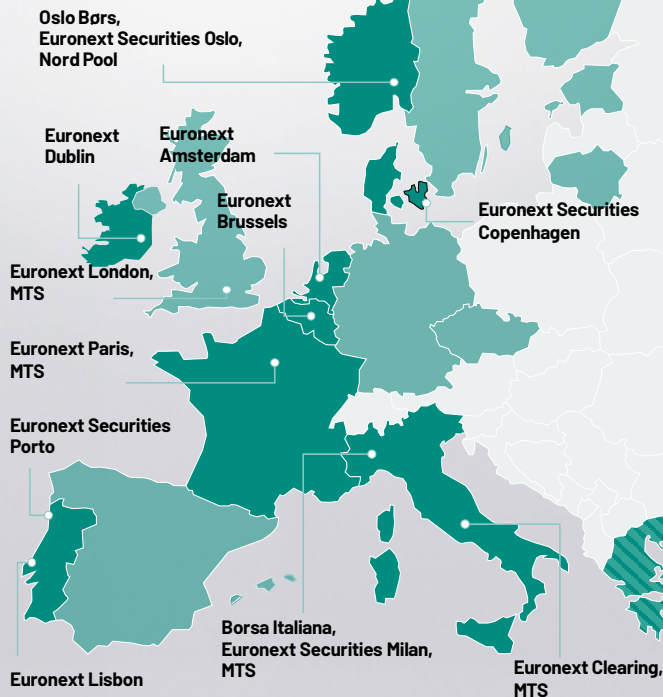 Oslo Børs,
Euronext Securities Oslo,
Nord Pool
Euronext
Dublin
Euronext
Amsterdam
Euronext
Brussels
Euronext Securities
Copenhagen
Euronext London,
MTS
Euronext Paris,
MTS
Euronext Securities
Porto
Borsa Italiana,
Euronext Securities Milan,
MTS
Euronext Lisbon
Euronext Clearing,
MTS